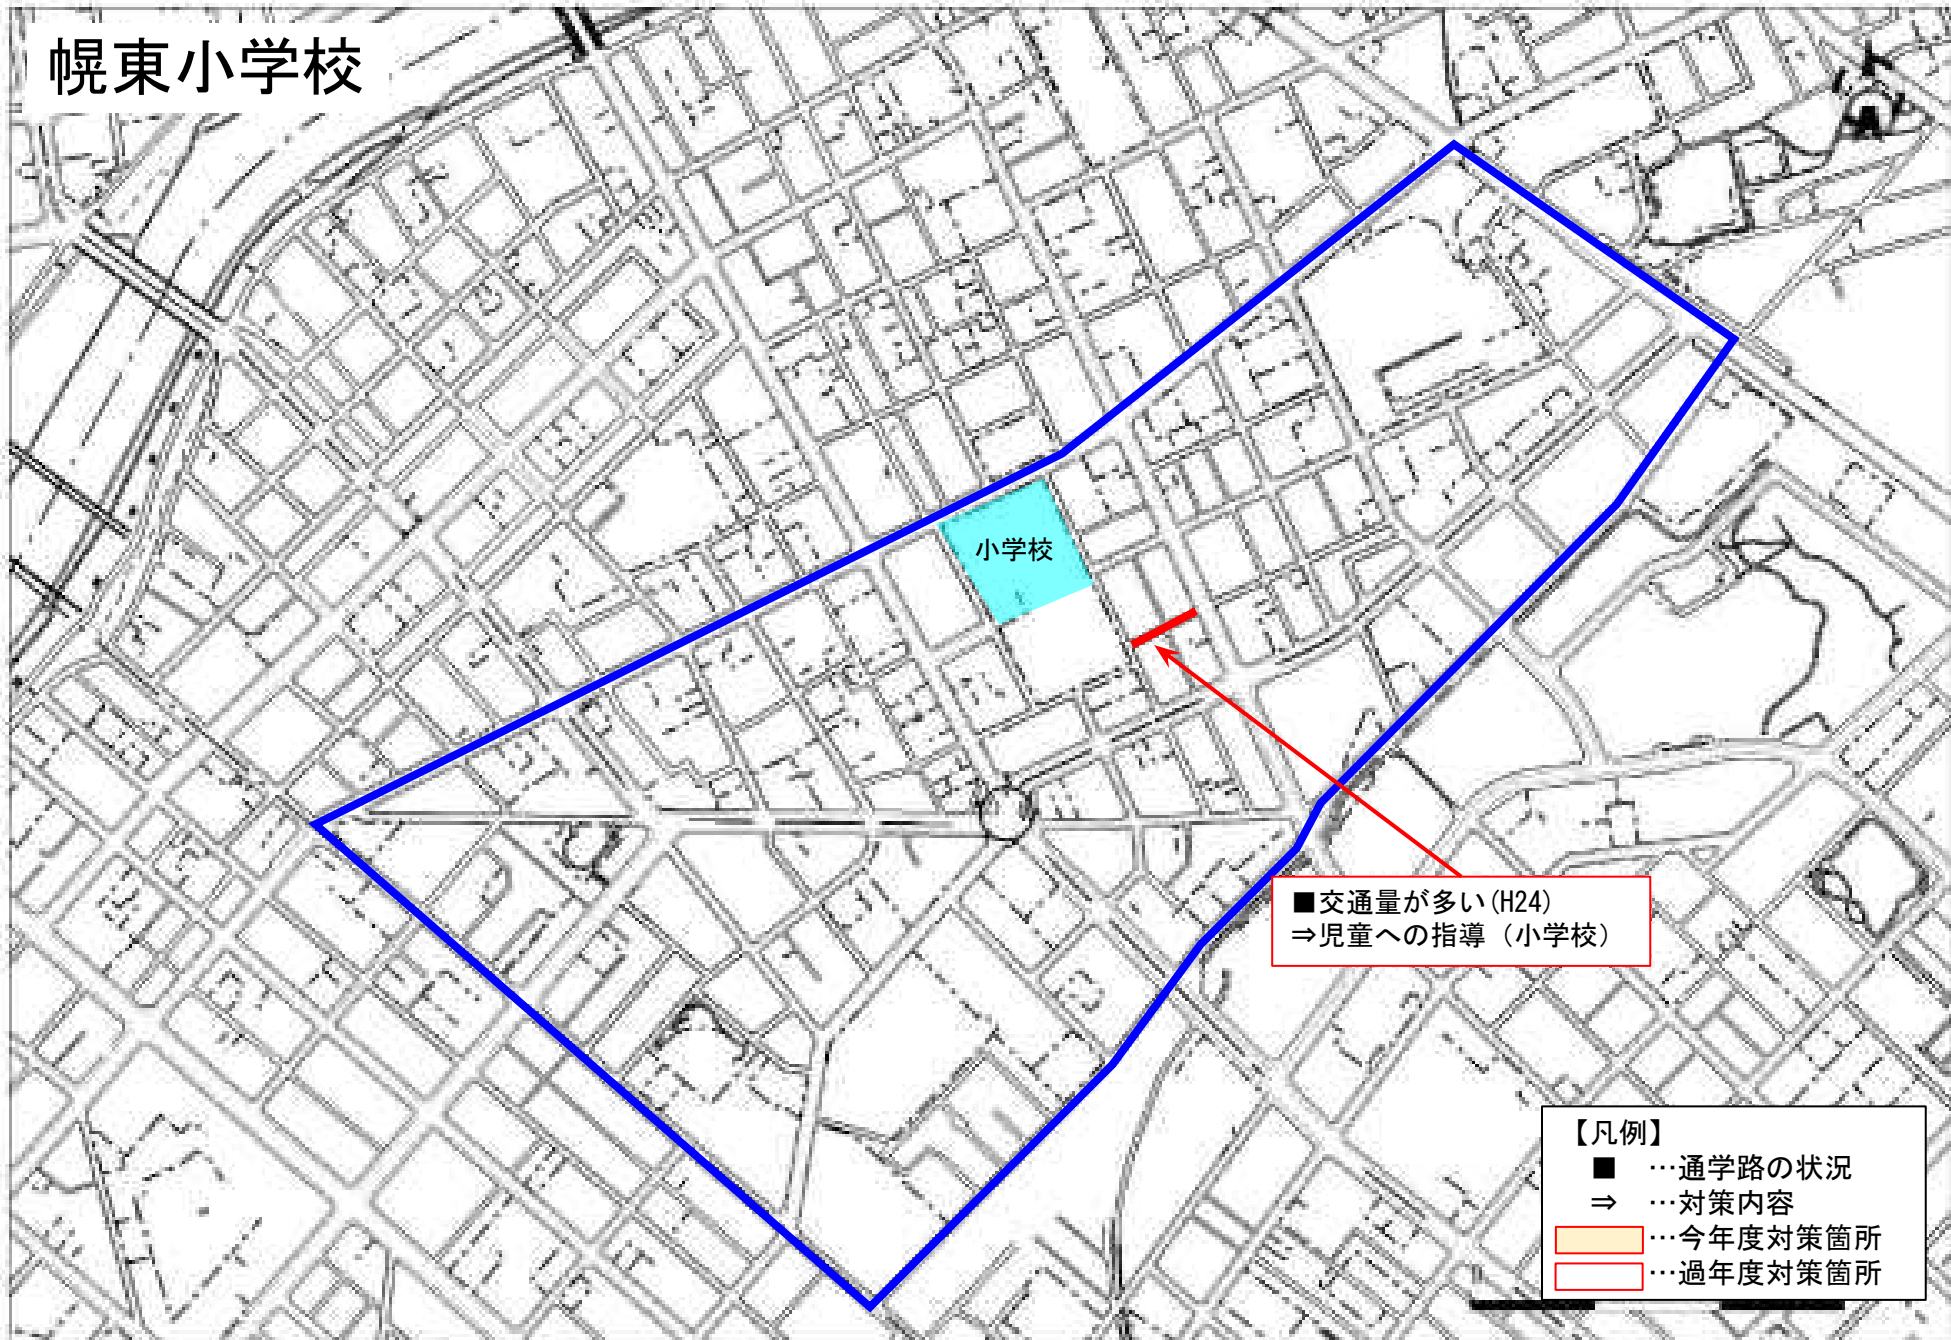 幌東小学校
小学校
■交通量が多い(H24)
⇒児童への指導（小学校）
【凡例】
■ …通学路の状況
⇒ …対策内容
…今年度対策箇所
…過年度対策箇所